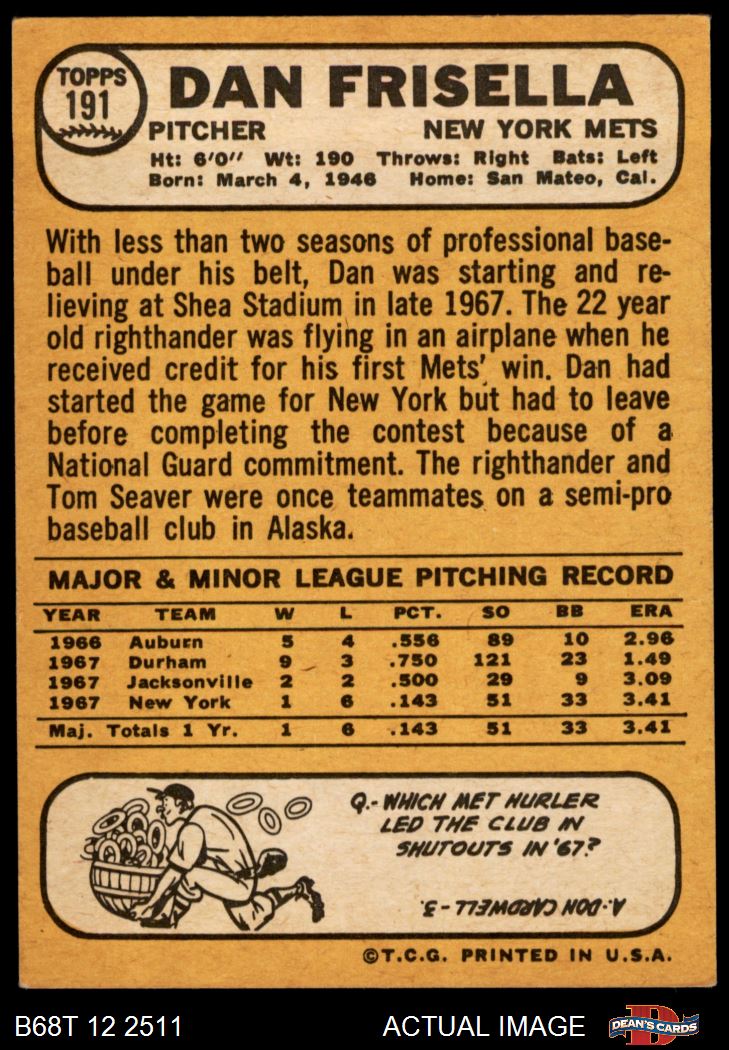 TOPPS
191
DAN FRISELLA
PITCHER NEW YORK METS
Ht: 6'0" Wt: 190 Throws: Right Bats: Left
Born: March 4, 1946 Home: San Mateo, Cal.
With less than two seasons of professional base-
ball under his belt, Dan was starting and re-
lieving at Shea Stadium in late 1967. The 22 year
old righthander was flying in an airplane when he
received credit for his first Mets' win. Dan had
started the game for New York but had to leave
before completing the contest because of a
National Guard commitment. The righthander and
Tom Seaver were once teammates on a semi-pro
baseball club in Alaska.
MAJOR & MINOR LEAGUE PITCHING RECORD
YEAR TEAM W L PCT. SO BB ERA
1966 Auburn 5 4 .556 89 10 2.96
1967 Durham 9 3 .750 121 23 1.49
1967 Jacksonville 2 2 .500 29 9 3.09
1967 New York 1 6 .143 51 33 3.41
Maj. Totals 1 Yr. 1 6 .143 51 33 3.41
Q.- WHICH MET HURLER
LED THE CLUB IN
SHUTOUTS IN '67?
A: DON CARDWELL - 3.
©T.C.G. PRINTED IN U.S.A.
B68T 12 2511 ACTUAL IMAGE DEAN'S CARDS